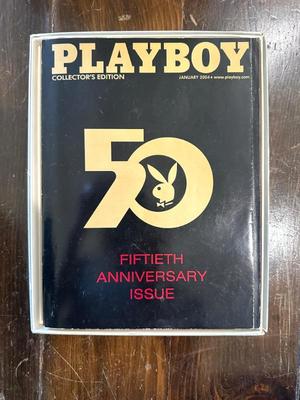 PLAYBOY
COLLECTOR'S EDITION JANUARY 2004 • www.playboy.com
50
FIFTIETH
ANNIVERSARY
ISSUE